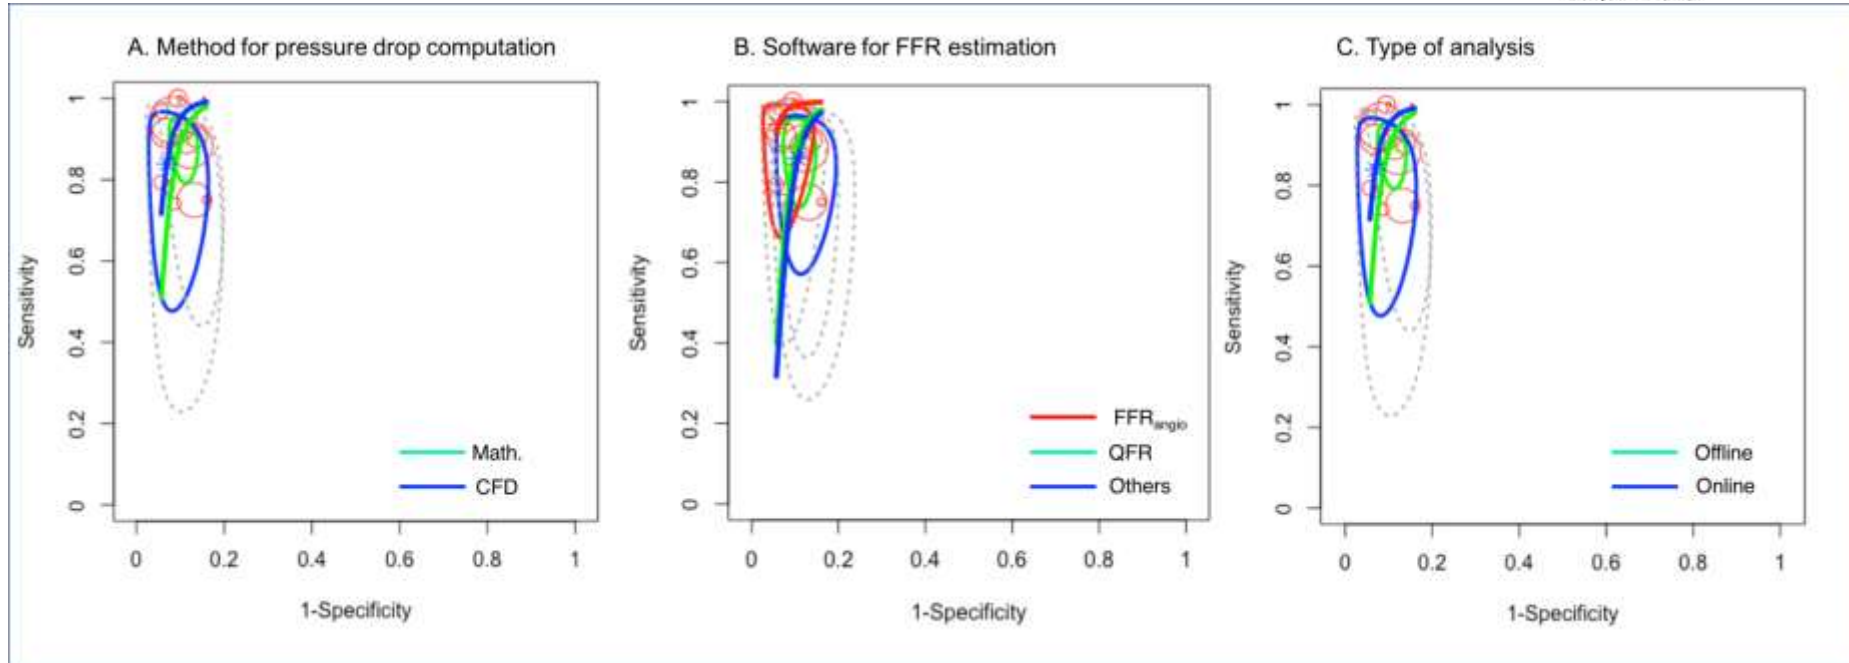 A. Method for pressure drop computation
B. Software for FFR estimation
C. Type of analysis
Sensitivity
1
0.8
0.6
0.4
0.2
0
Math.
CFD
0 0.2 0.4 0.6 0.8 1
1-Specificity
Sensitivity
1
0.8
0.6
0.4
0.2
0
FFRangio
QFR
Others
0 0.2 0.4 0.6 0.8 1
1-Specificity
Sensitivity
1
0.8
0.6
0.4
0.2
0
Offline
Online
0 0.2 0.4 0.6 0.8 1
1-Specificity